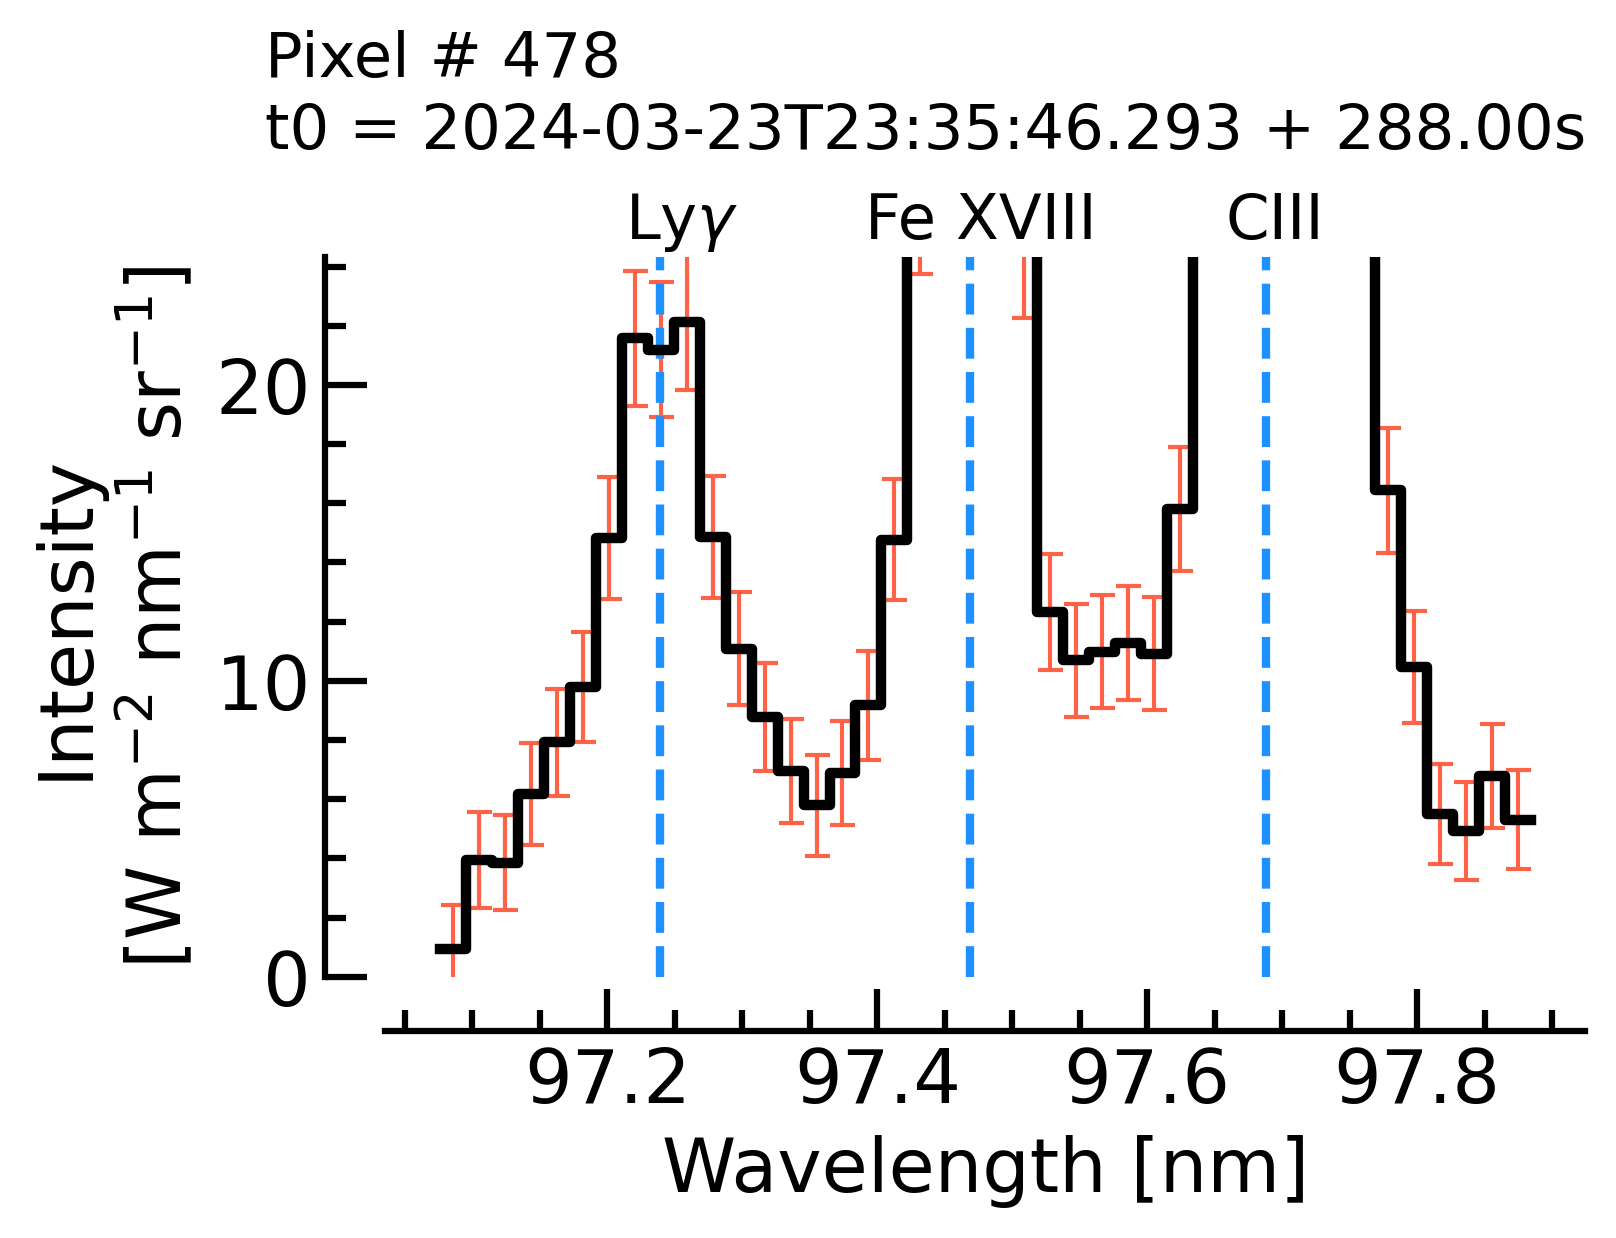 Pixel # 478
t0 = 2024-03-23T23:35:46.293 + 288.00s
Lyγ Fe XVIII CIII
Intensity
[W m⁻² nm⁻¹ sr⁻¹]
20
10
0
97.2 97.4 97.6 97.8
Wavelength [nm]